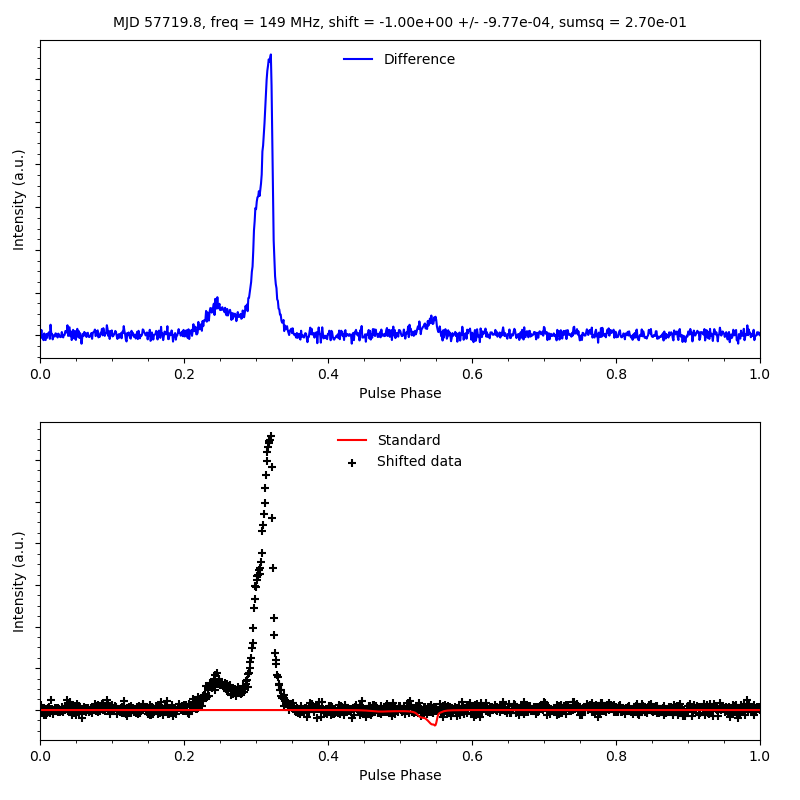 MJD 57719.8, freq = 149 MHz, shift = -1.00e+00 +/- -9.77e-04, sumsq = 2.70e-01
Difference
Intensity (a.u.)
0.0 0.2 0.4 0.6 0.8 1.0
Pulse Phase
Standard
Shifted data
Intensity (a.u.)
0.0 0.2 0.4 0.6 0.8 1.0
Pulse Phase